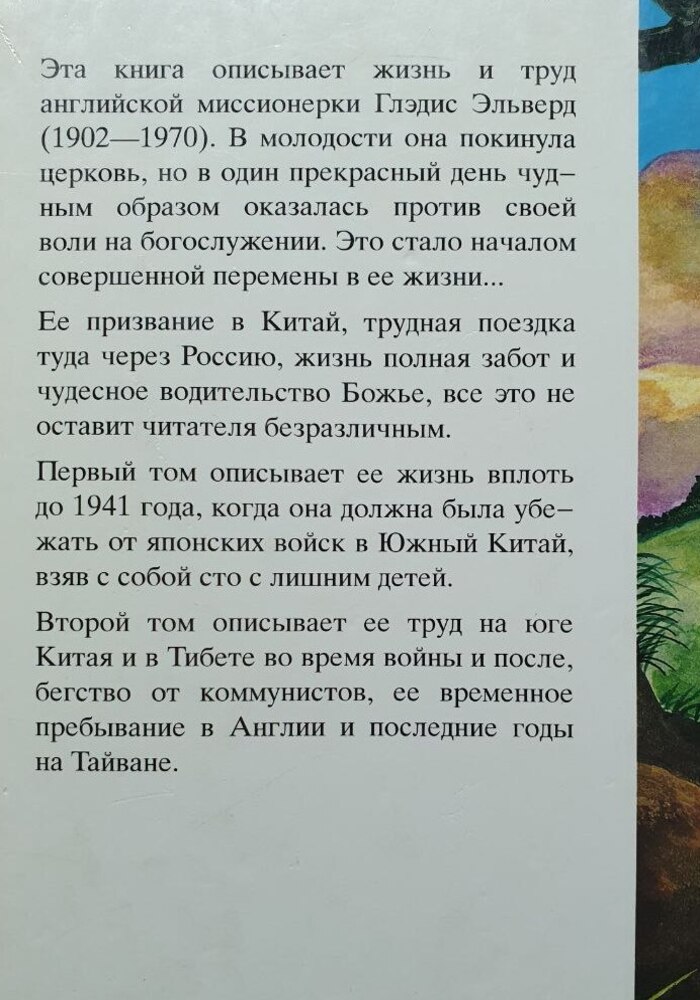 Эта книга описывает жизнь и труд
английской миссионерки Глэдис Эльверд
(1902—1970). В молодости она покинула
церковь, но в один прекрасный день чуд–
ным образом оказалась против своей
воли на богослужении. Это стало началом
совершенной перемены в ее жизни...
Ее призвание в Китай, трудная поездка
туда через Россию, жизнь полная забот и
чудесное водительство Божье, все это не
оставит читателя безразличным.
Первый том описывает ее жизнь вплоть
до 1941 года, когда она должна была убе–
жать от японских войск в Южный Китай,
взяв с собой сто с лишним детей.
Второй том описывает ее труд на юге
Китая и в Тибете во время войны и после,
бегство от коммунистов, ее временное
пребывание в Англии и последние годы
на Тайване.